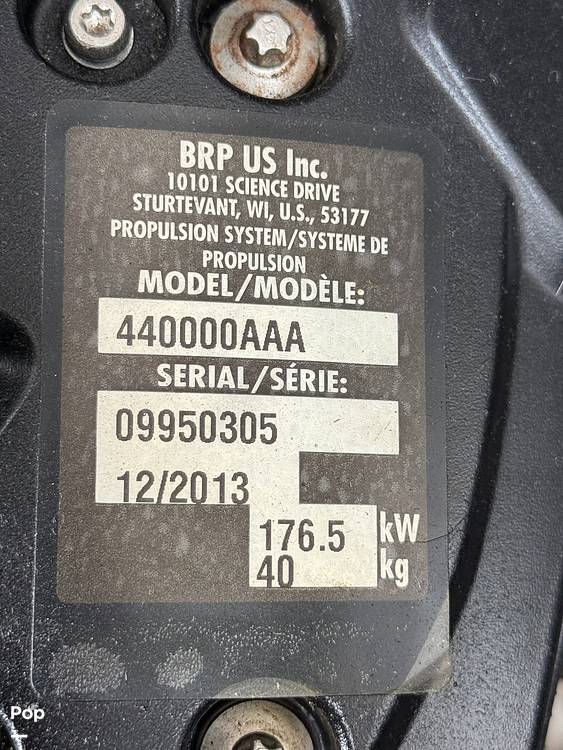 BRP US Inc.
10101 SCIENCE DRIVE
STURTEVANT, WI, U.S., 53177
PROPULSION SYSTEM/SYSTEME DE
PROPULSION
MODEL/MODÈLE:
440000AAA
SERIAL/SÉRIE:
09950305
12/2013
176.5 kW
40 kg
Pop